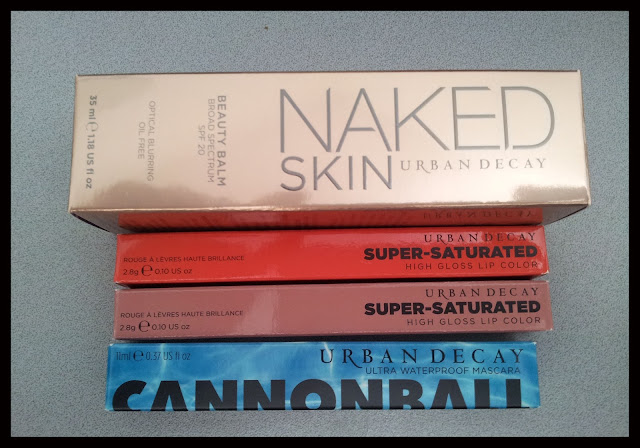 NAKED
SKIN URBAN DECAY
BEAUTY BALM
BROAD SPECTRUM
SPF 20
OPTICAL BLURRING
OIL FREE
35 ml ℮ 1.18 US fl oz
URBAN DECAY
URBAN DECAY
SUPER-SATURATED
HIGH GLOSS LIP COLOR
ROUGE À LÈVRES HAUTE BRILLANCE
2.8g ℮ 0.10 US oz
URBAN DECAY
SUPER-SATURATED
HIGH GLOSS LIP COLOR
ROUGE À LÈVRES HAUTE BRILLANCE
2.8g ℮ 0.10 US oz
11ml ℮ 0.37 US fl oz
URBAN DECAY
ULTRA WATERPROOF MASCARA
CANNONBALL